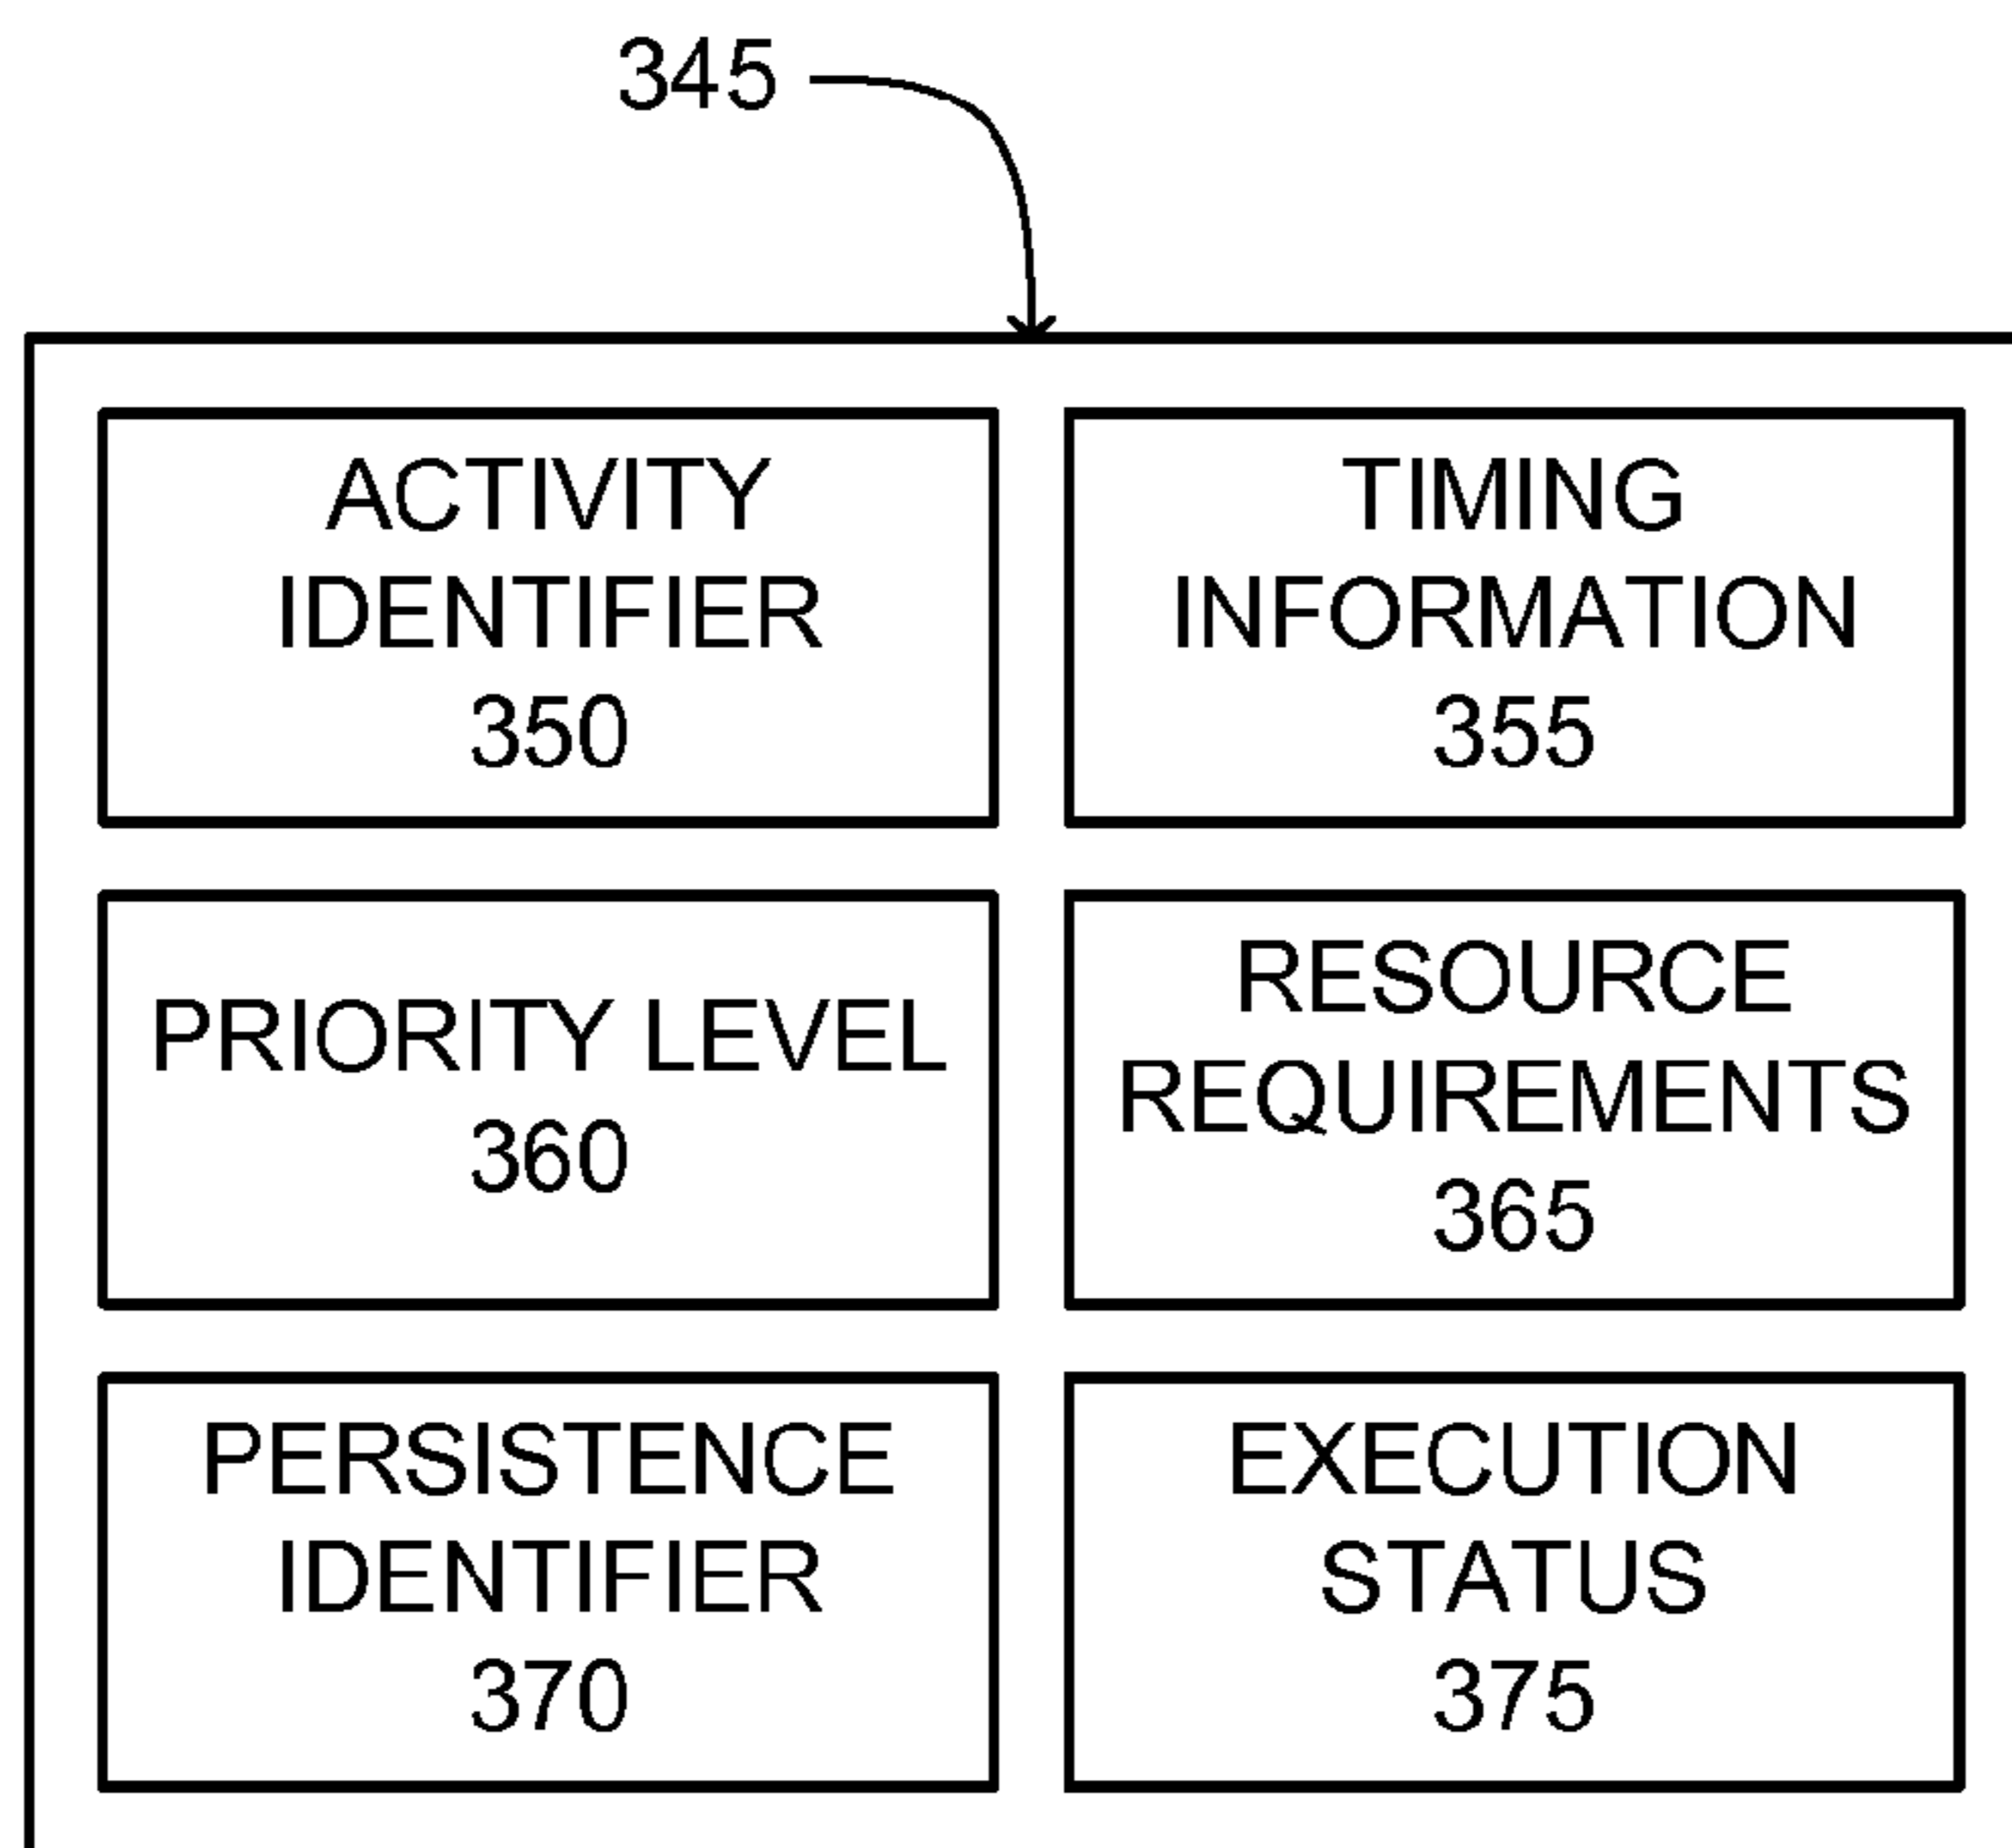 345
ACTIVITY
IDENTIFIER
350
TIMING
INFORMATION
355
PRIORITY LEVEL
360
RESOURCE
REQUIREMENTS
365
PERSISTENCE
IDENTIFIER
370
EXECUTION
STATUS
375